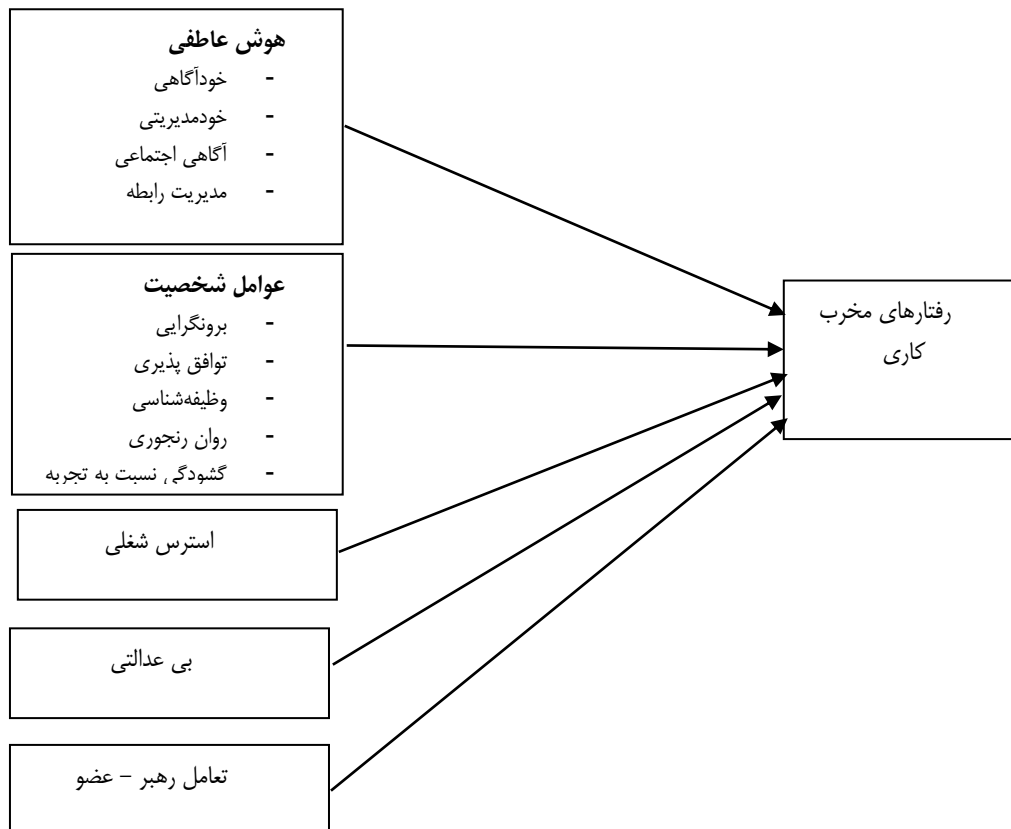 هوش عاطفی
- خودآگاهی
- خودمدیریتی
- آگاهی اجتماعی
- مدیریت رابطه
عوامل شخصیت
- برونگرایی
- توافق پذیری
- وظیفه‌شناسی
- روان رنجوری
- گشودگی نسبت به تجربه
استرس شغلی
بی عدالتی
تعامل رهبر – عضو
رفتارهای مخرب
کاری